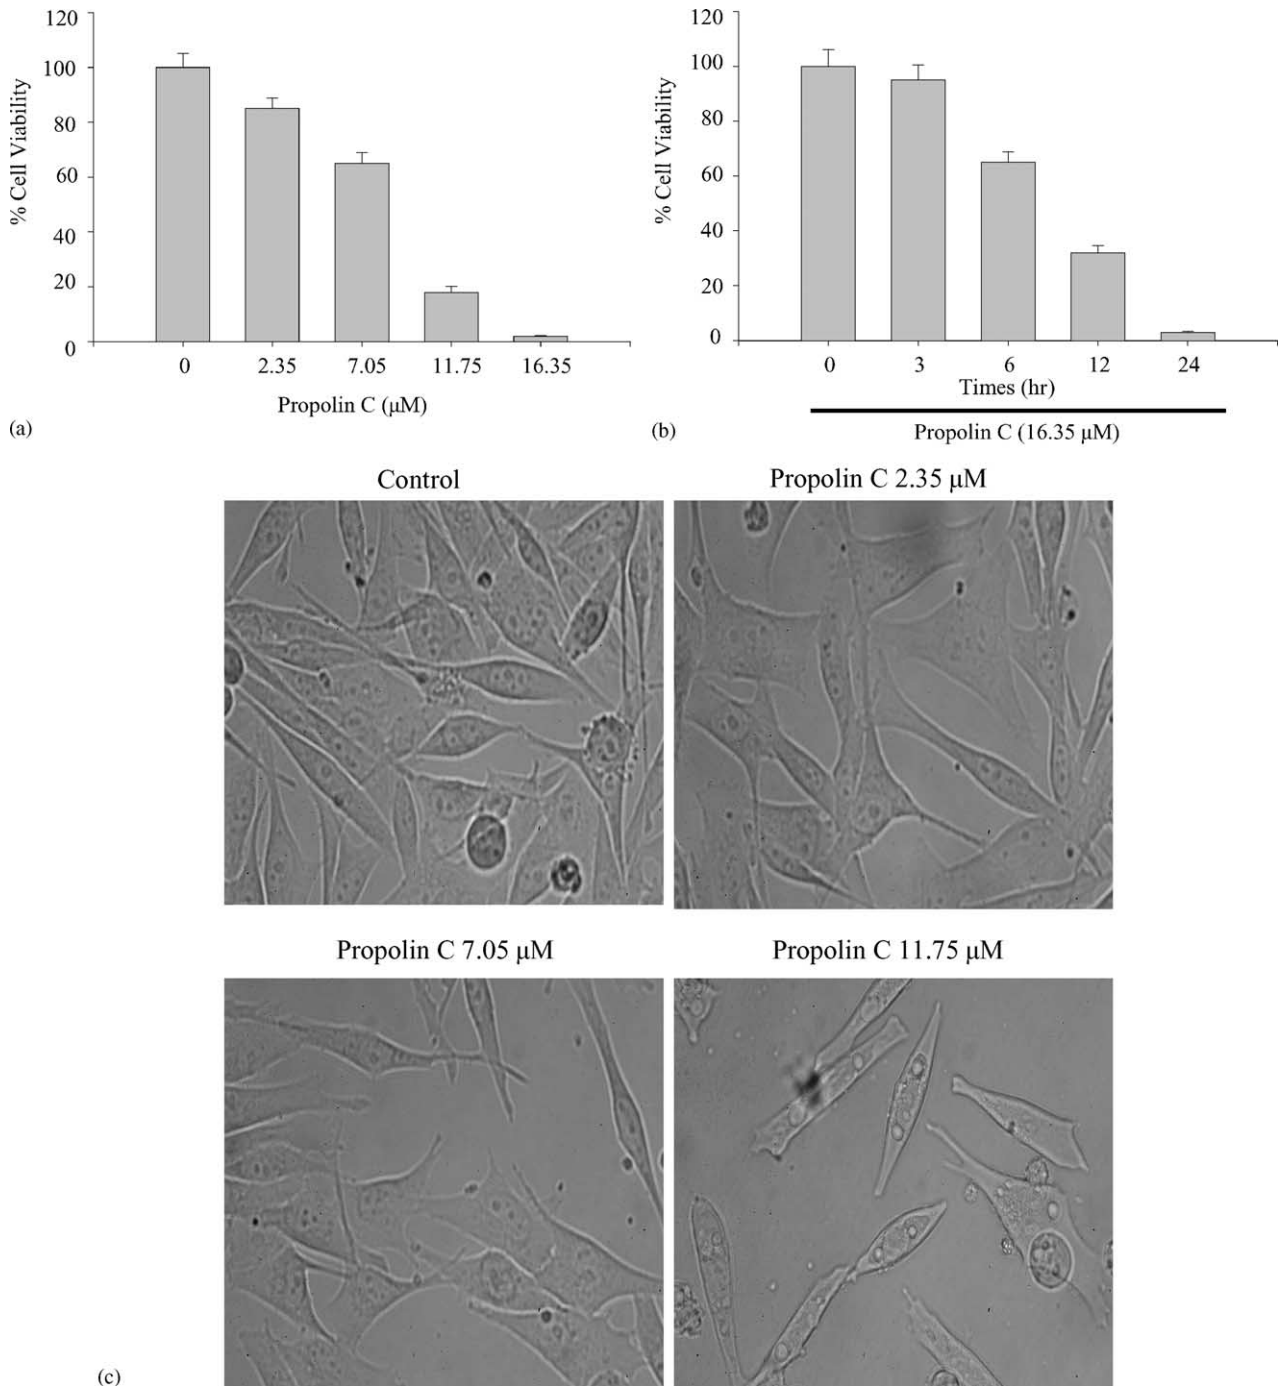 120
100
80
60
40
20
0
% Cell Viability
0 2.35 7.05 11.75 16.35
Propolin C (μM)
(a)
120
100
80
60
40
20
0
% Cell Viability
0 3 6 12 24
Times (hr)
Propolin C (16.35 μM)
(b)
Control
Propolin C 2.35 μM
Propolin C 7.05 μM
Propolin C 11.75 μM
(c)